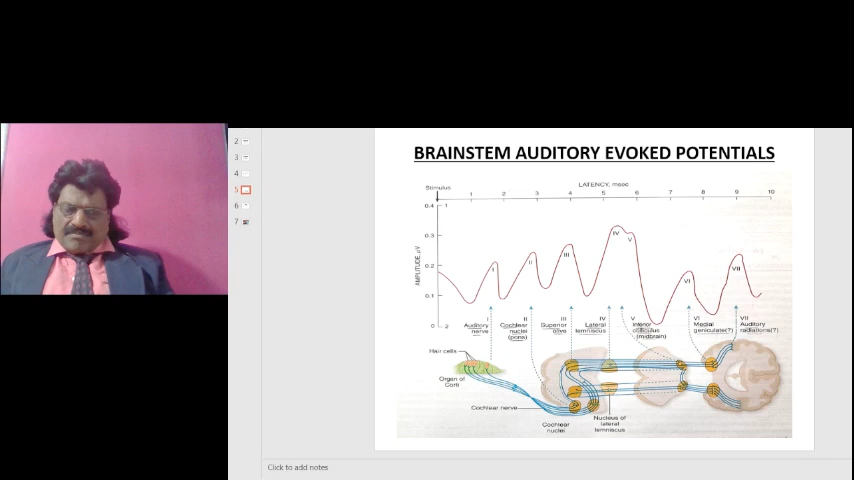 2
3
4
5
6
7
BRAINSTEM AUDITORY EVOKED POTENTIALS
LATENCY, msec
Stimulus
1 2 3 4 5 6 7 8 9 10
0.4 1
0.3
0.2
0.1
0 2
AMPLITUDE, µV
I II III IV V VI VII
I II III IV V VI VII
Auditory Cochlear Superior Lateral Inferior Medial Auditory
nerve nuclei olive lemniscus colliculus geniculate(?) radiations(?)
(pons) (midbrain)
Hair cells
Organ of
Corti
Cochlear nerve
Cochlear
nuclei
Nucleus of
lateral
lemniscus
Click to add notes